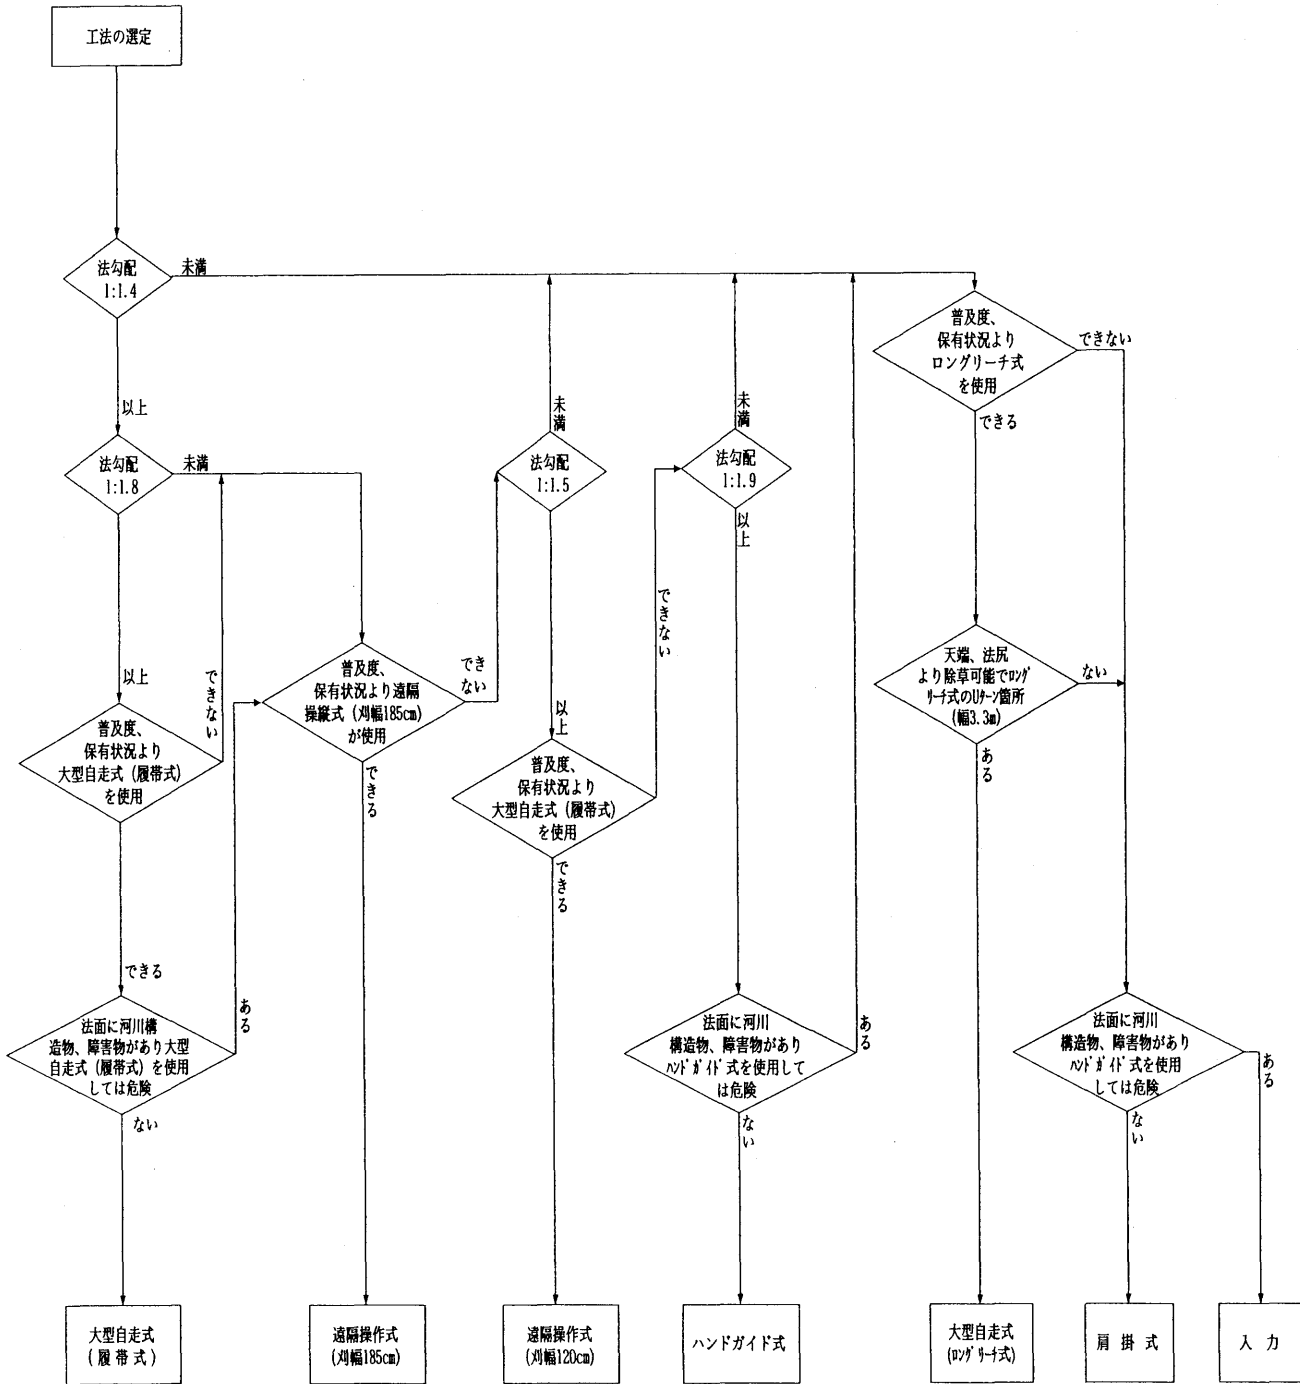 工法の選定
法勾配
1:1.4
未満
以上
法勾配
1:1.8
未満
以上
普及度、
保有状況より
大型自走式(履帯式)
を使用
できない
できる
法面に河川構
造物、障害物があり大型
自走式(履帯式)を使用
しては危険
ある
ない
普及度、
保有状況より遠隔
操縦式(刈幅185cm)
が使用
でき
ない
できる
法勾配
1:1.5
未満
以上
普及度、
保有状況より
大型自走式(履帯式)
を使用
できない
できる
法勾配
1:1.9
未満
以上
法面に河川
構造物、障害物があり
ハンドガイド式を使用して
は危険
ある
ない
普及度、
保有状況より
ロングリーチ式
を使用
できない
できる
天端、法尻
より除草可能でロング
リーチ式のUターン箇所
(幅3.3m)
ない
ある
法面に河川
構造物、障害物があり
ハンドガイド式を使用
しては危険
ある
ない
大型自走式
(履帯式)
遠隔操作式
(刈幅185cm)
遠隔操作式
(刈幅120cm)
ハンドガイド式
大型自走式
(ロングリーチ式)
肩掛式
入力